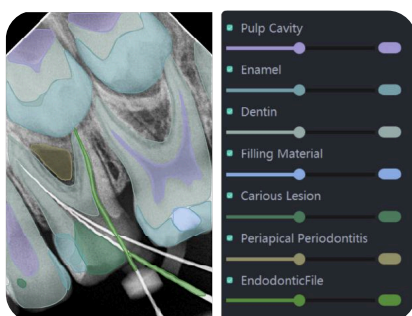 Pulp Cavity
Enamel
Dentin
Filling Material
Carious Lesion
Periapical Periodontitis
EndodonticFile